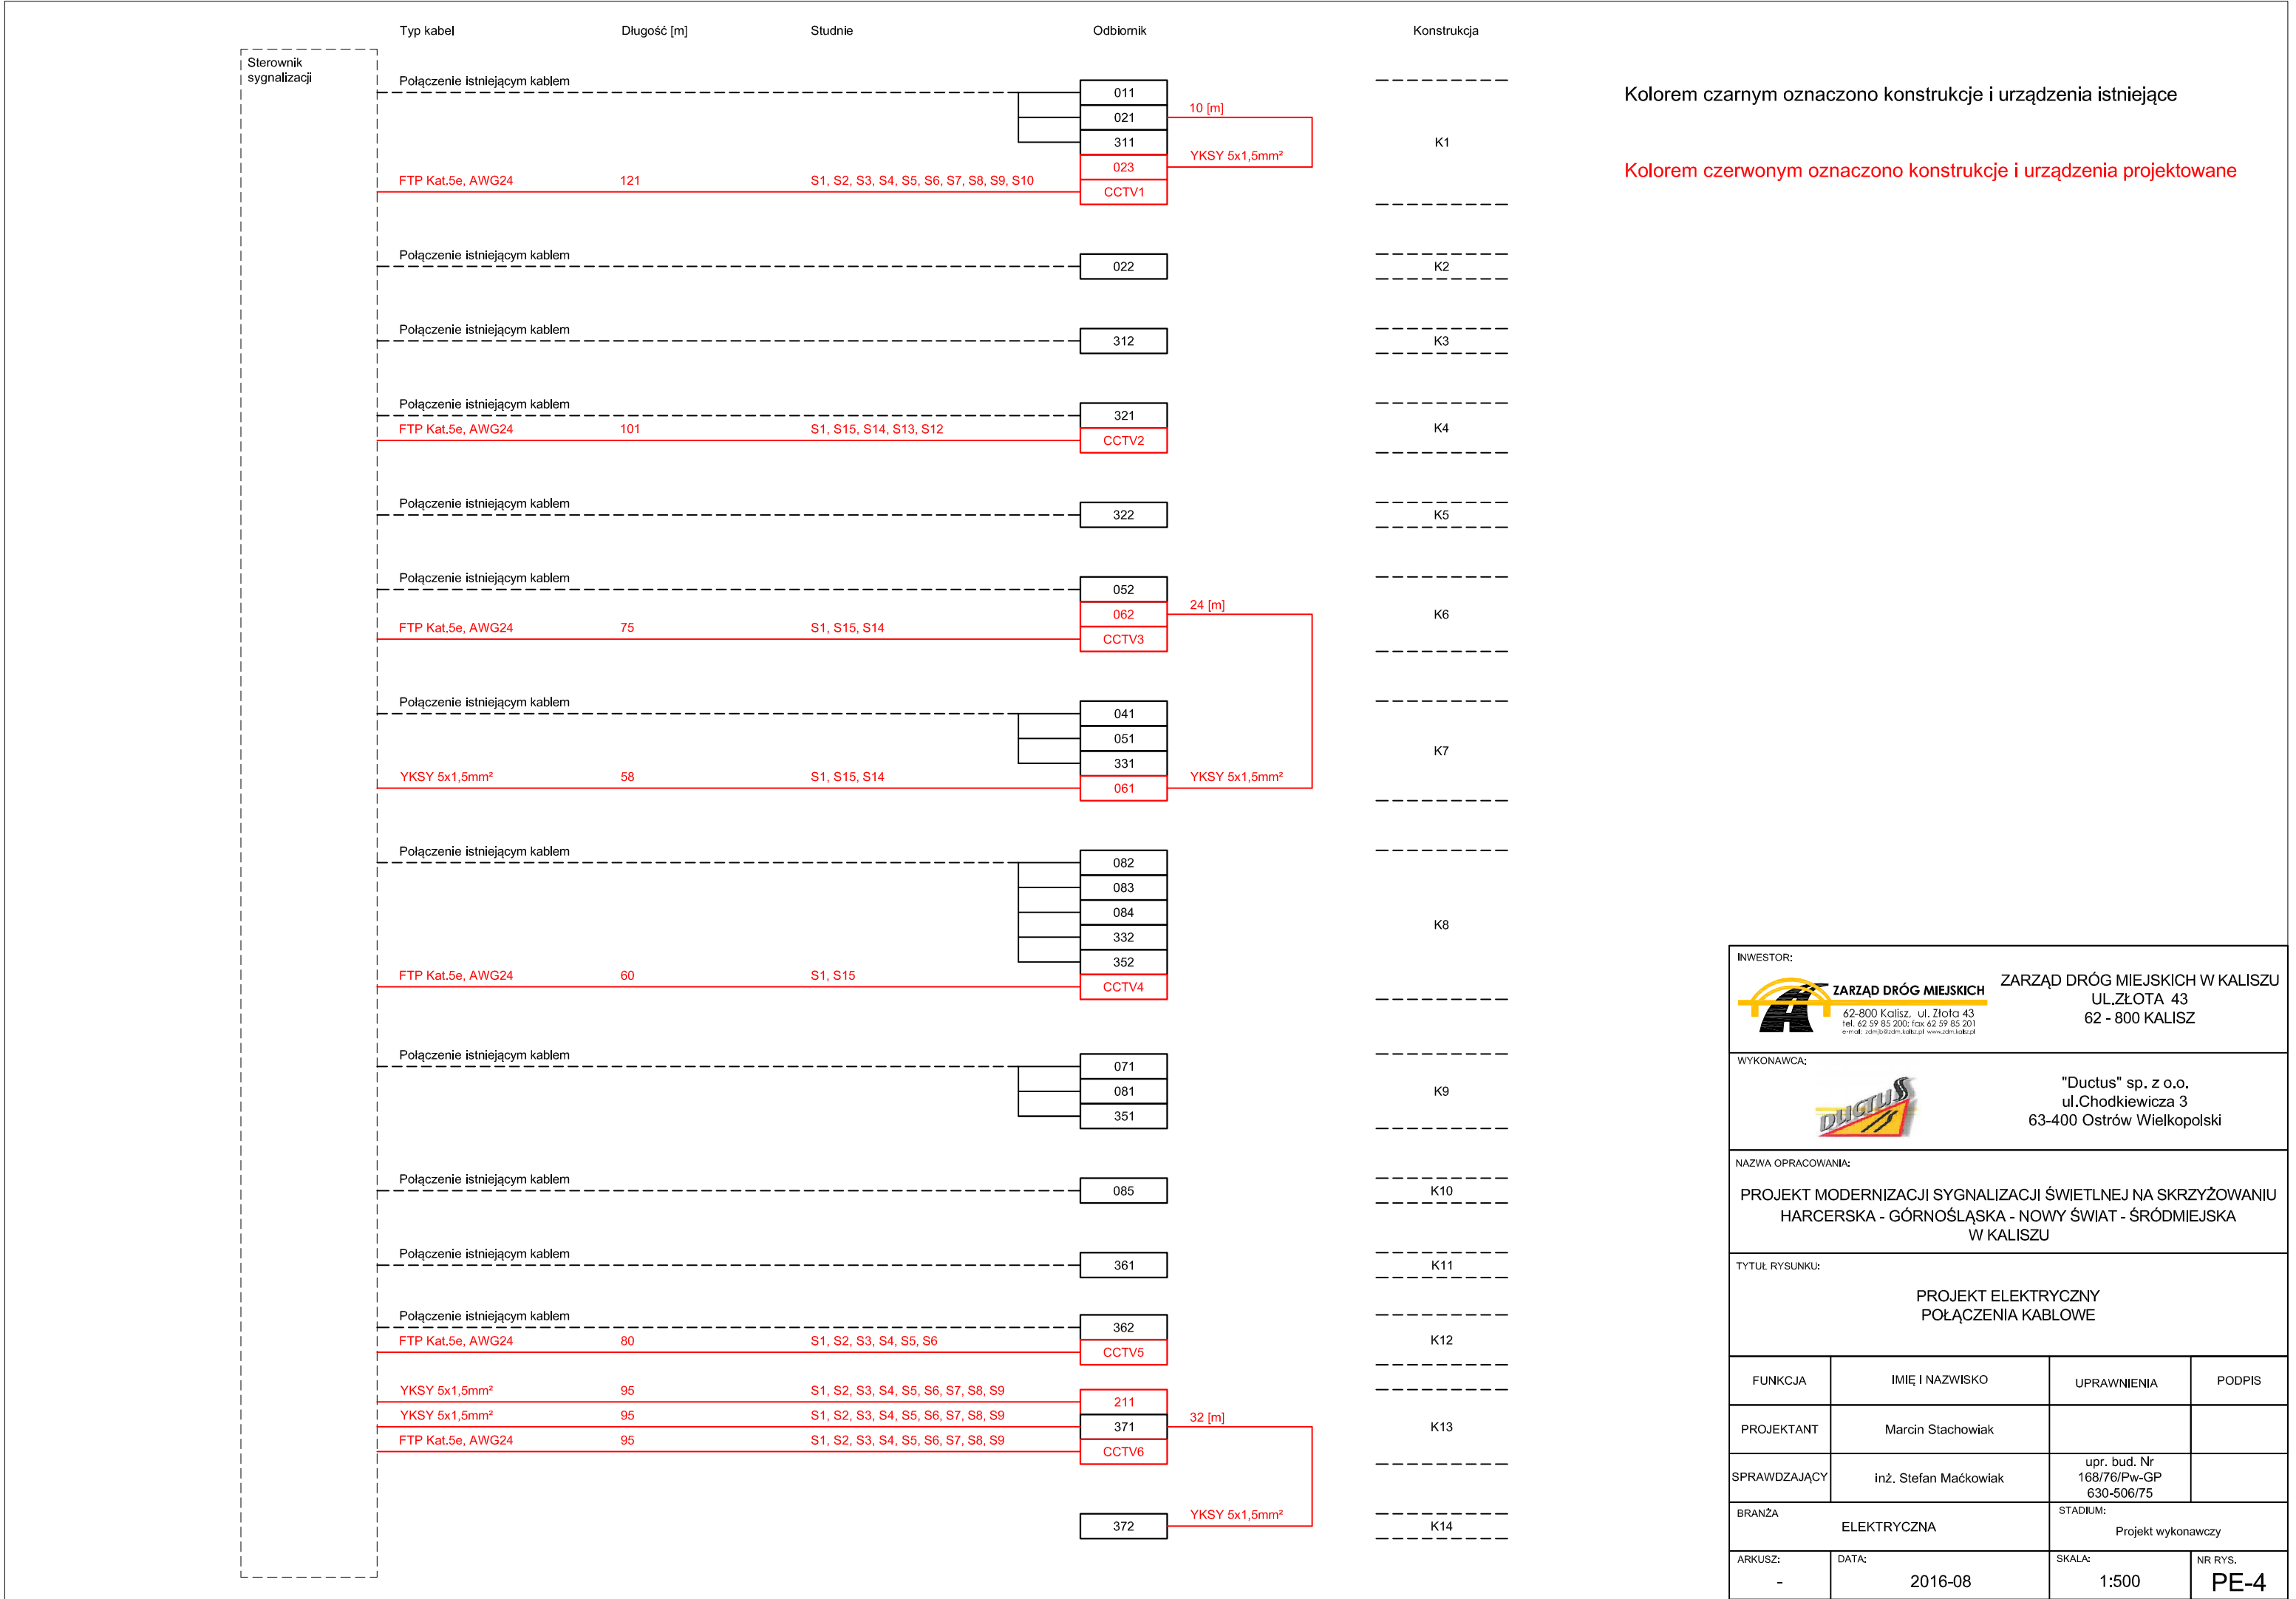 Typ kabel Długość [m] Studnie Odbiornik Konstrukcja
Sterownik
sygnalizacji
Połączenie istniejącym kablem
011
021
311
023
CCTV1
10 [m]
YKSY 5x1,5mm²
K1
FTP Kat.5e, AWG24 121 S1, S2, S3, S4, S5, S6, S7, S8, S9, S10
Połączenie istniejącym kablem
022
K2
Połączenie istniejącym kablem
312
K3
Połączenie istniejącym kablem
321
FTP Kat.5e, AWG24 101 S1, S15, S14, S13, S12
CCTV2
K4
Połączenie istniejącym kablem
322
K5
Połączenie istniejącym kablem
052
062
24 [m]
K6
FTP Kat.5e, AWG24 75 S1, S15, S14
CCTV3
Połączenie istniejącym kablem
041
051
331
K7
YKSY 5x1,5mm² 58 S1, S15, S14
061
YKSY 5x1,5mm²
Połączenie istniejącym kablem
082
083
084
332
352
K8
FTP Kat.5e, AWG24 60 S1, S15
CCTV4
Połączenie istniejącym kablem
071
081
351
K9
Połączenie istniejącym kablem
085
K10
Połączenie istniejącym kablem
361
K11
Połączenie istniejącym kablem
362
FTP Kat.5e, AWG24 80 S1, S2, S3, S4, S5, S6
CCTV5
K12
YKSY 5x1,5mm² 95 S1, S2, S3, S4, S5, S6, S7, S8, S9
211
YKSY 5x1,5mm² 95 S1, S2, S3, S4, S5, S6, S7, S8, S9
371
32 [m]
K13
FTP Kat.5e, AWG24 95 S1, S2, S3, S4, S5, S6, S7, S8, S9
CCTV6
372
YKSY 5x1,5mm²
K14
Kolorem czarnym oznaczono konstrukcje i urządzenia istniejące
Kolorem czerwonym oznaczono konstrukcje i urządzenia projektowane
INWESTOR:
ZARZĄD DRÓG MIEJSKICH
62-800 Kalisz, ul. Złota 43
tel. 62 59 85 200; fax 62 59 85 201
www.zdm.kalisz.pl
ZARZĄD DRÓG MIEJSKICH W KALISZU
UL.ZŁOTA 43
62 - 800 KALISZ
WYKONAWCA:
DUCTUS
"Ductus" sp. z o.o.
ul.Chodkiewicza 3
63-400 Ostrów Wielkopolski
NAZWA OPRACOWANIA:
PROJEKT MODERNIZACJI SYGNALIZACJI ŚWIETLNEJ NA SKRZYŻOWANIU
HARCERSKA - GÓRNOŚLĄSKA - NOWY ŚWIAT - ŚRÓDMIEJSKA
W KALISZU
TYTUŁ RYSUNKU:
PROJEKT ELEKTRYCZNY
POŁĄCZENIA KABLOWE
FUNKCJA IMIĘ I NAZWISKO UPRAWNIENIA PODPIS
PROJEKTANT Marcin Stachowiak
SPRAWDZAJĄCY inż. Stefan Maćkowiak
upr. bud. Nr
168/76/Pw-GP
630-506/75
BRANŻA
ELEKTRYCZNA
STADIUM:
Projekt wykonawczy
ARKUSZ:
-
DATA:
2016-08
SKALA:
1:500
NR RYS.
PE-4